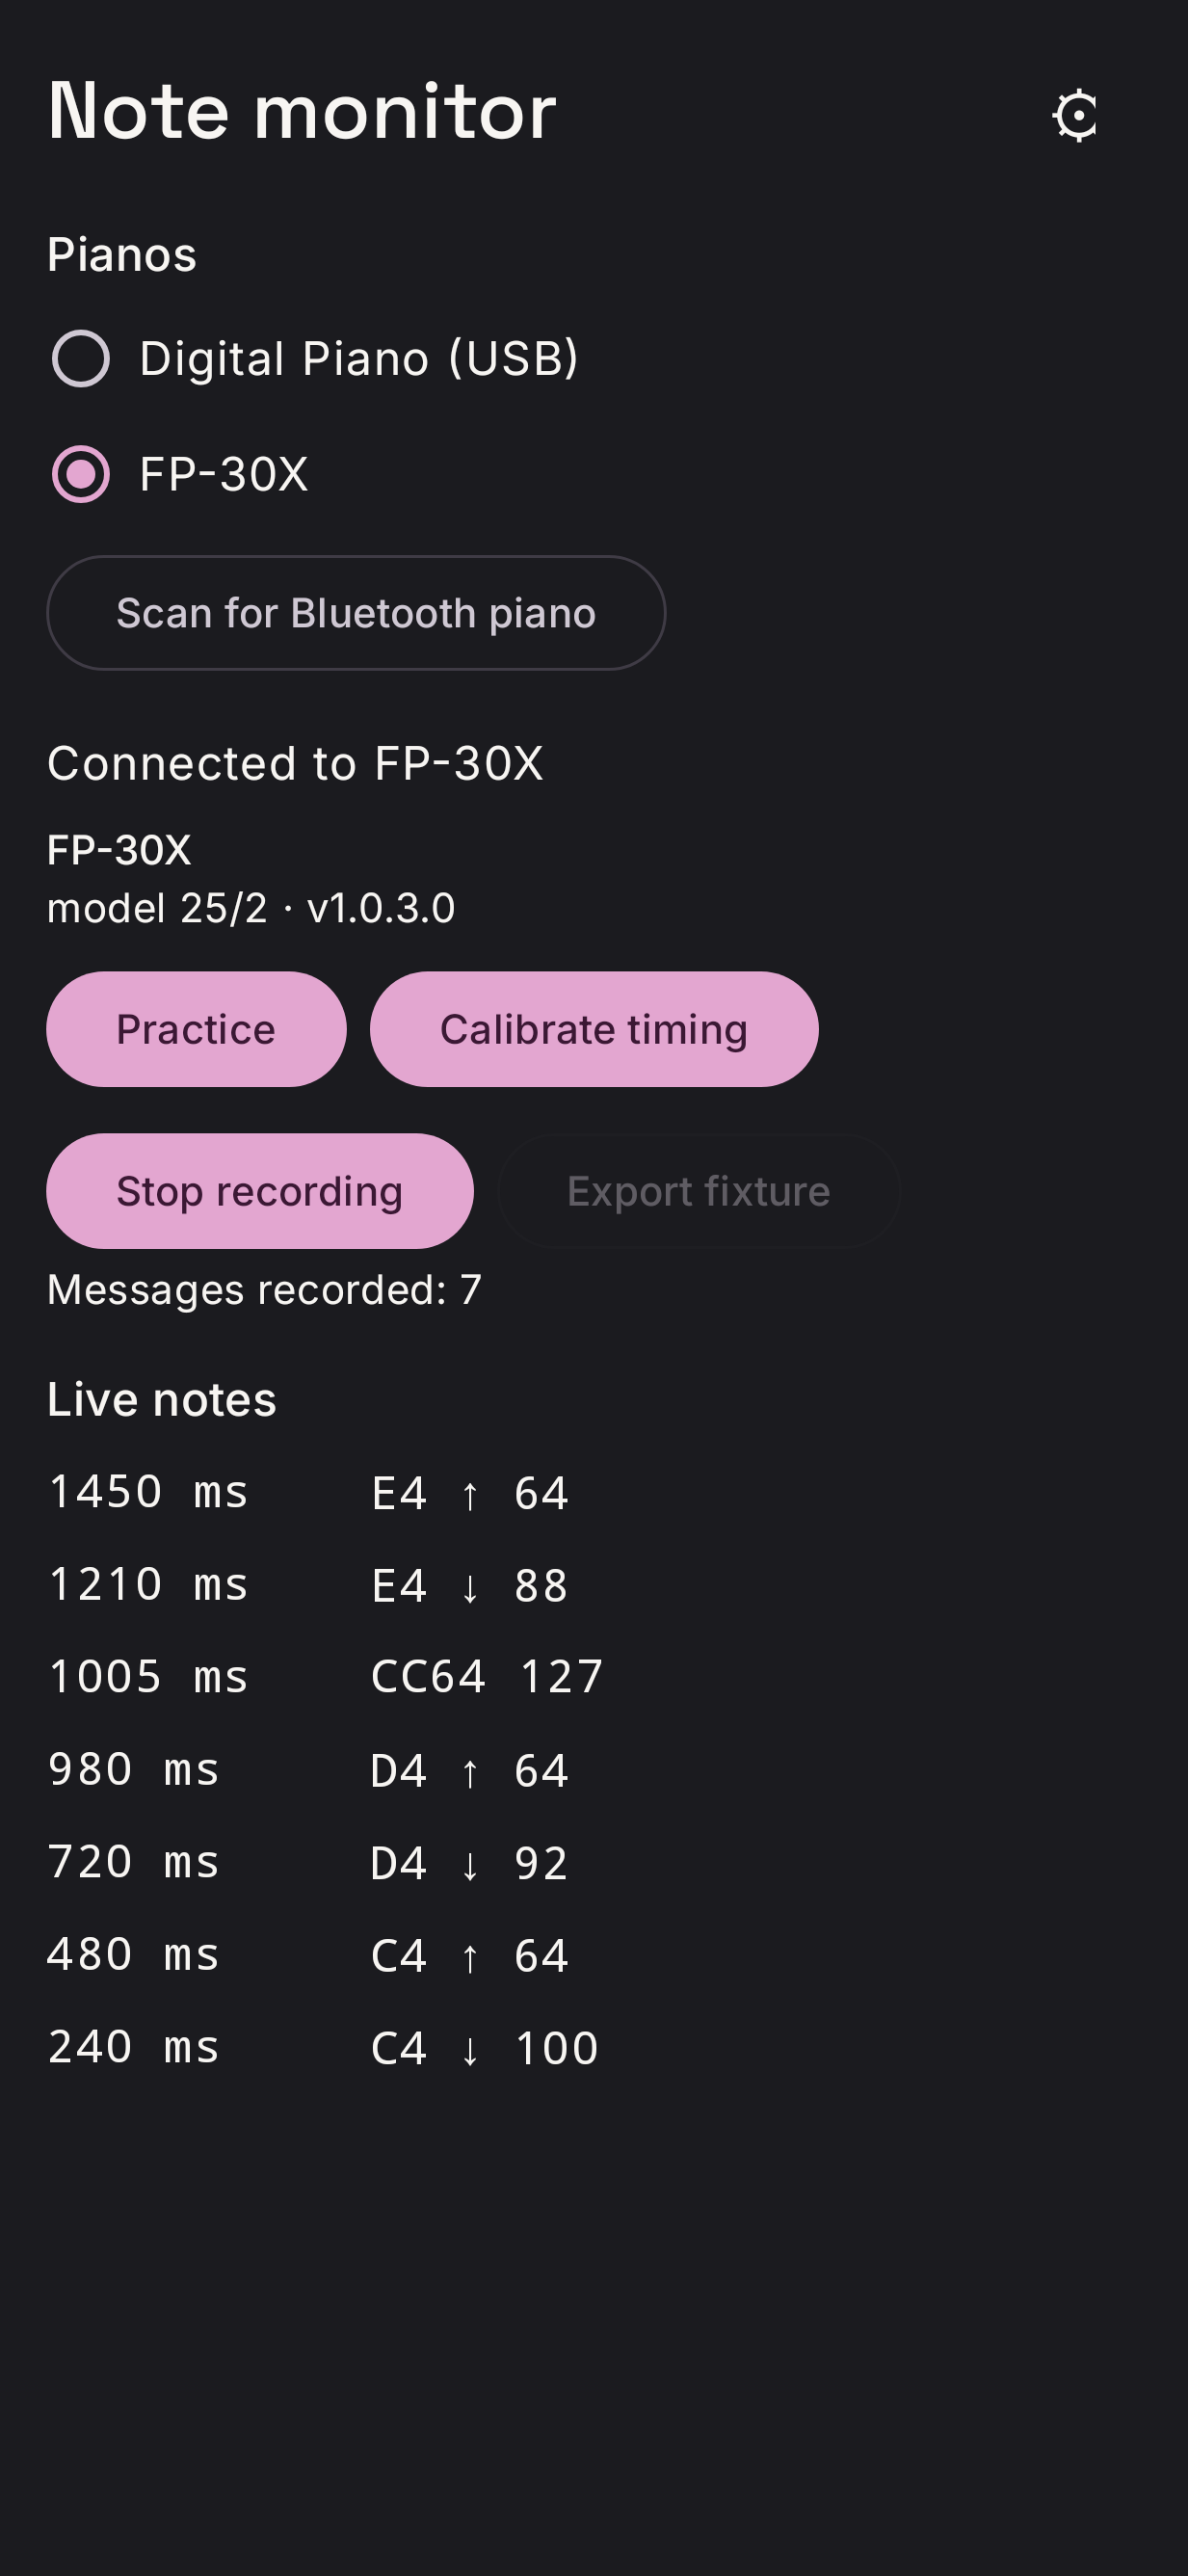 Note monitor
Pianos
Digital Piano (USB)
FP-30X
Scan for Bluetooth piano
Connected to FP-30X
FP-30X
model 25/2 · v1.0.3.0
Practice Calibrate timing
Stop recording Export fixture
Messages recorded: 7
Live notes
1450 ms E4 ↑ 64
1210 ms E4 ↓ 88
1005 ms CC64 127
980 ms D4 ↑ 64
720 ms D4 ↓ 92
480 ms C4 ↑ 64
240 ms C4 ↓ 100